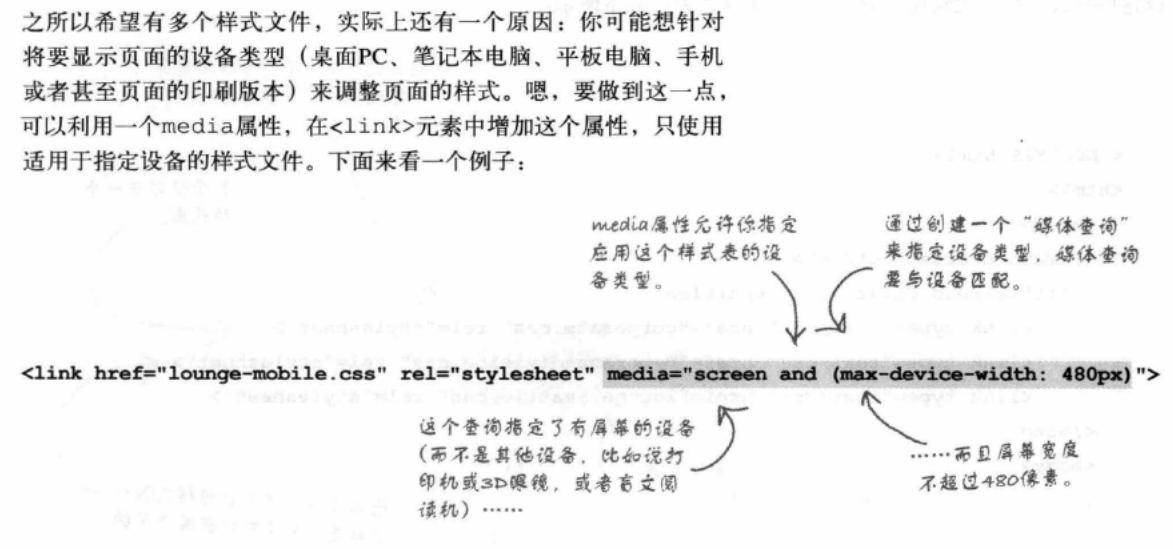 之所以希望有多个样式文件，实际上还有一个原因：你可能想针对
将要显示页面的设备类型（桌面PC、笔记本电脑、平板电脑、手机
或者甚至页面的印刷版本）来调整页面的样式。嗯，要做到这一点，
可以利用一个media属性，在<link>元素中增加这个属性，只使用
适用于指定设备的样式文件。下面来看一个例子：
media属性允许你指定
应用这个样式表的设
备类型。
通过创建一个“媒体查询”
来指定设备类型，媒体查询
要与设备匹配。
<link href="lounge-mobile.css" rel="stylesheet" media="screen and (max-device-width: 480px)">
这个查询指定了有屏幕的设备
（而不是其他设备，比如说打
印机或3D眼镜，或者盲文阅
读机）……
……而且屏幕宽度
不超过480像素。